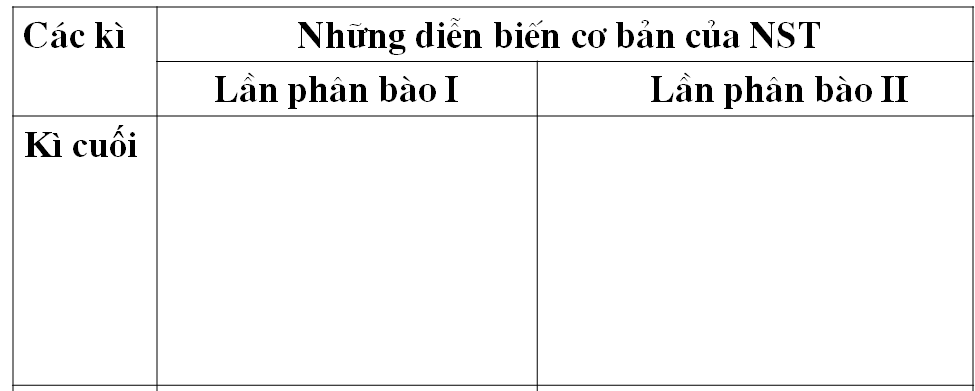 Các kì
Những diễn biến cơ bản của NST
Lần phân bào I
Lần phân bào II
Kì cuối